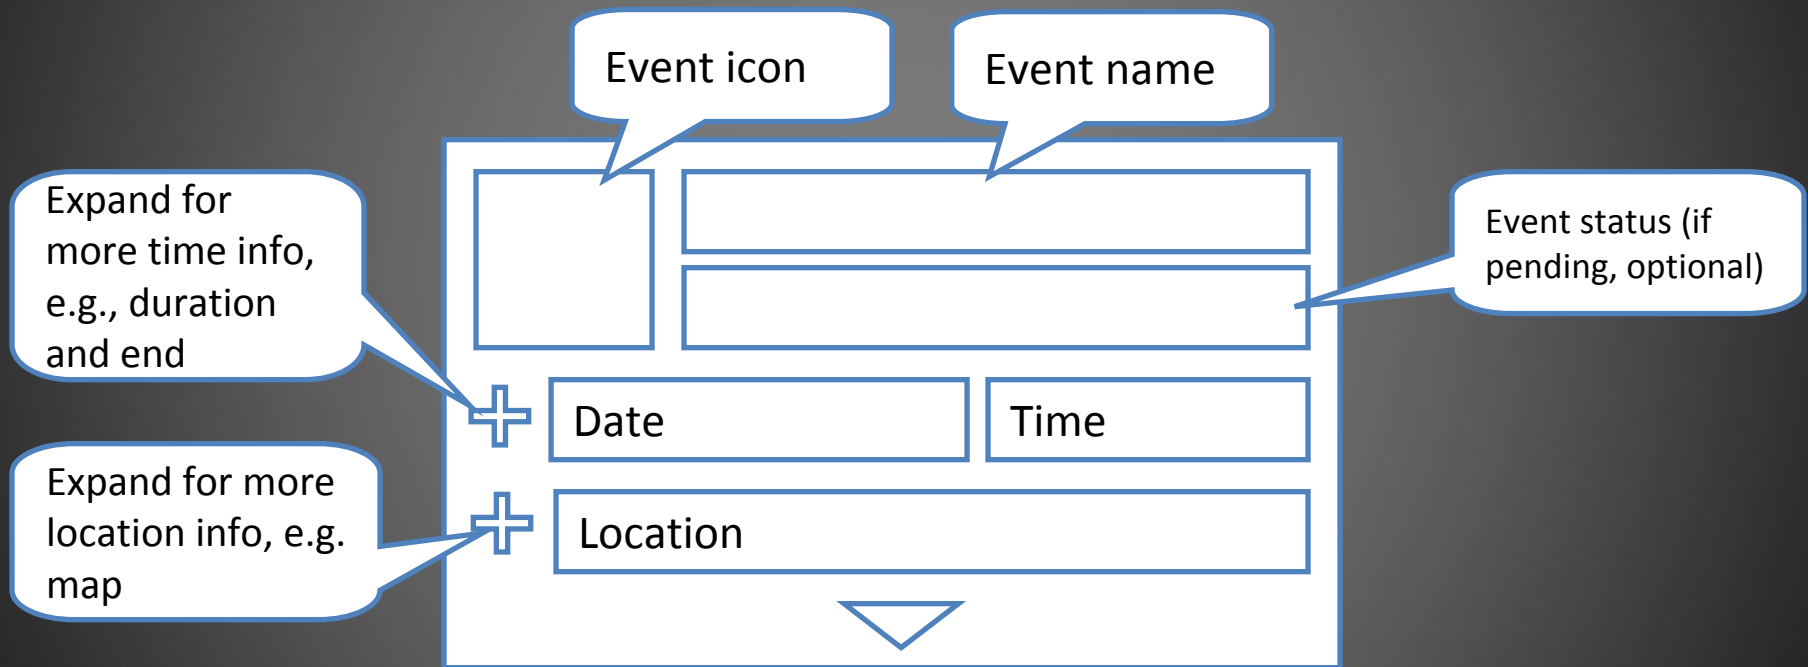 Event icon
Event name
Expand for
more time info,
e.g., duration
and end
Event status (if
pending, optional)
Date
Time
Expand for more
location info, e.g.
map
Location